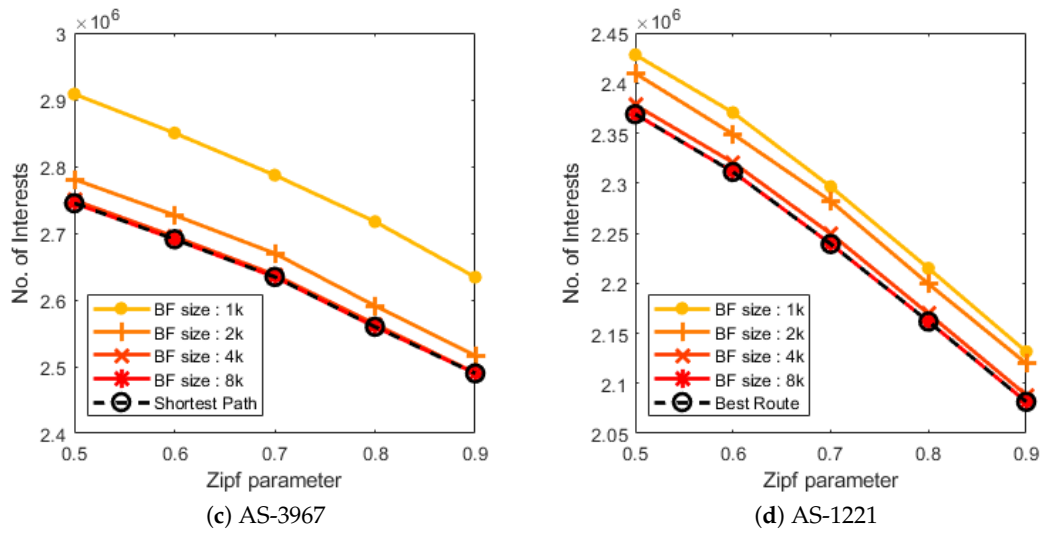 ×10⁶
3
2.9
2.8
2.7
2.6
2.5
2.4
No. of Interests
BF size : 1k
BF size : 2k
BF size : 4k
BF size : 8k
Shortest Path
0.5 0.6 0.7 0.8 0.9
Zipf parameter
(c) AS-3967
×10⁶
2.45
2.4
2.35
2.3
2.25
2.2
2.15
2.1
2.05
No. of Interests
BF size : 1k
BF size : 2k
BF size : 4k
BF size : 8k
Best Route
0.5 0.6 0.7 0.8 0.9
Zipf parameter
(d) AS-1221